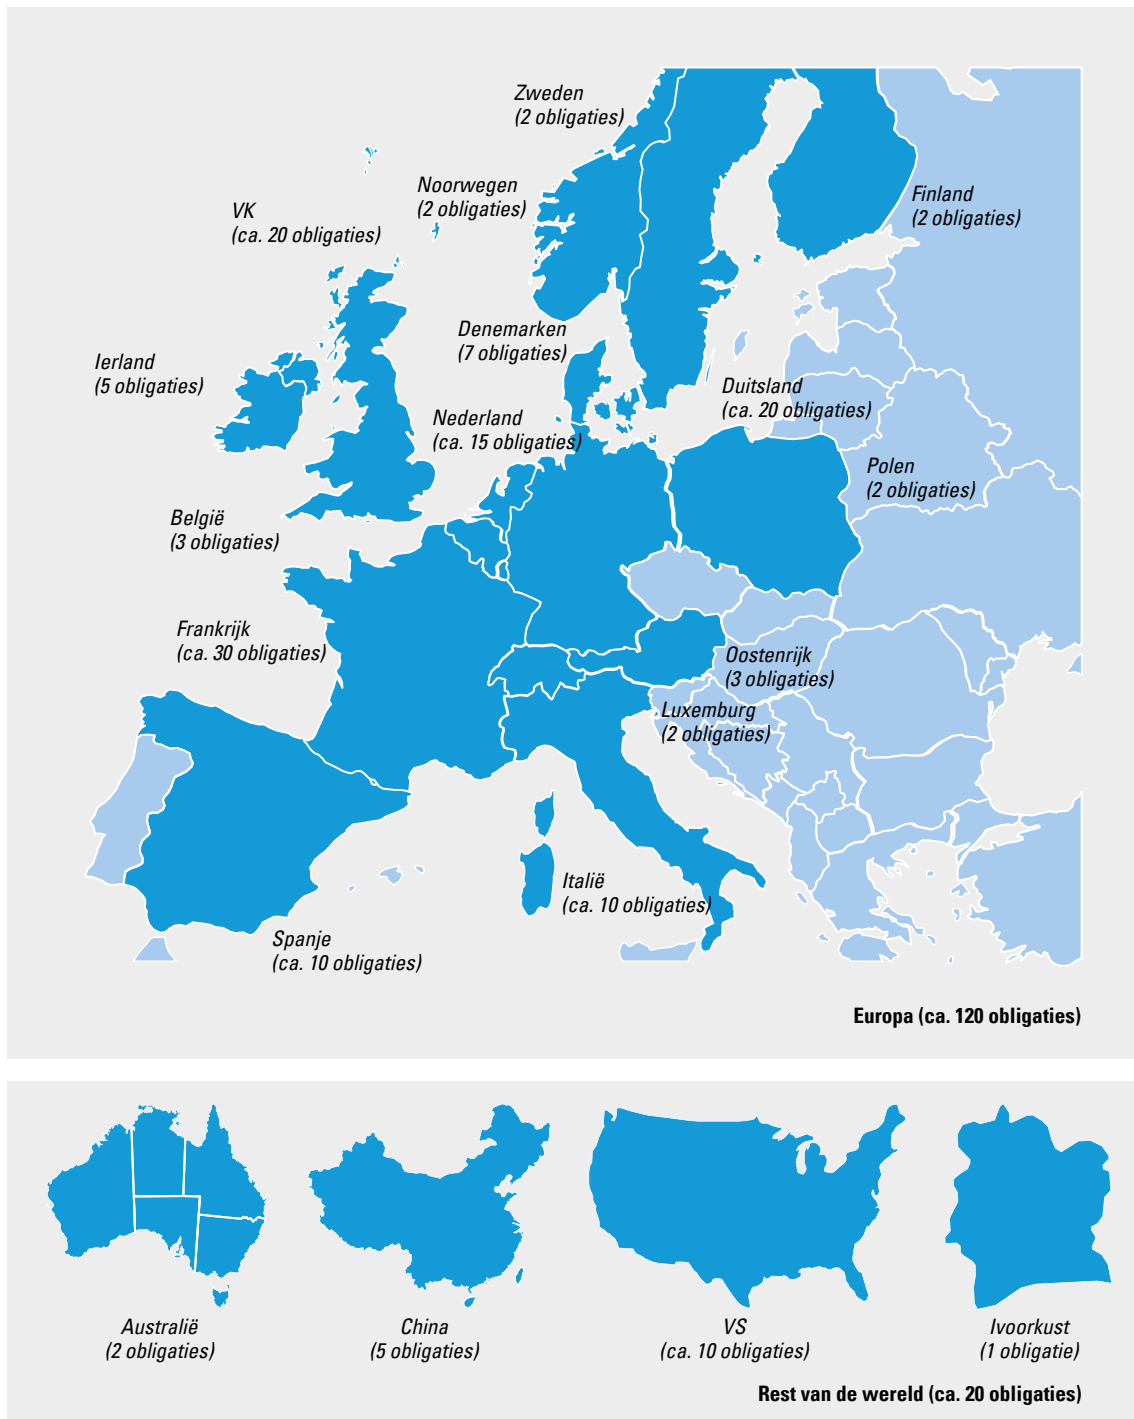 Zweden
(2 obligaties)
Noorwegen
(2 obligaties)
VK
(ca. 20 obligaties)
Finland
(2 obligaties)
Denemarken
(7 obligaties)
Ierland
(5 obligaties)
Duitsland
(ca. 20 obligaties)
Nederland
(ca. 15 obligaties)
Polen
(2 obligaties)
België
(3 obligaties)
Frankrijk
(ca. 30 obligaties)
Oostenrijk
(3 obligaties)
Luxemburg
(2 obligaties)
Italië
(ca. 10 obligaties)
Spanje
(ca. 10 obligaties)
Europa (ca. 120 obligaties)
Australië
(2 obligaties)
China
(5 obligaties)
VS
(ca. 10 obligaties)
Ivoorkust
(1 obligatie)
Rest van de wereld (ca. 20 obligaties)